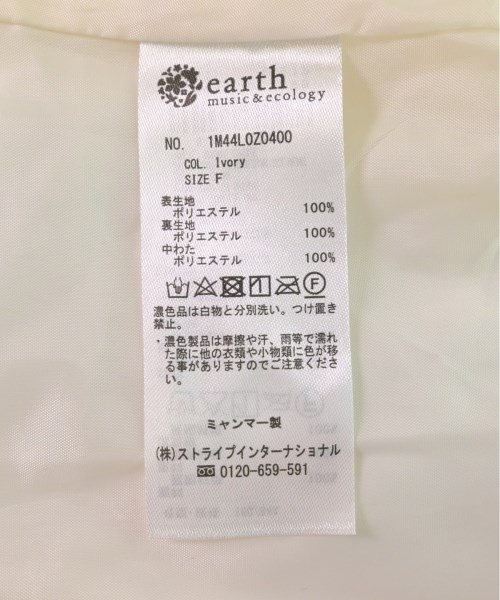 earth
music&ecology
NO. 1M44L0Z0400
COL. Ivory
SIZE F
表生地
ポリエステル 100%
裏生地
ポリエステル 100%
中わた
ポリエステル 100%
濃色品は白物と分別洗い。つけ置き
禁止。
・濃色製品は摩擦や汗、雨等で濡れ
た際に他の衣類や小物類に色が移
る事がありますのでご注意くださ
い。
ミャンマー製
(株)ストライプインターナショナル
0120-659-591